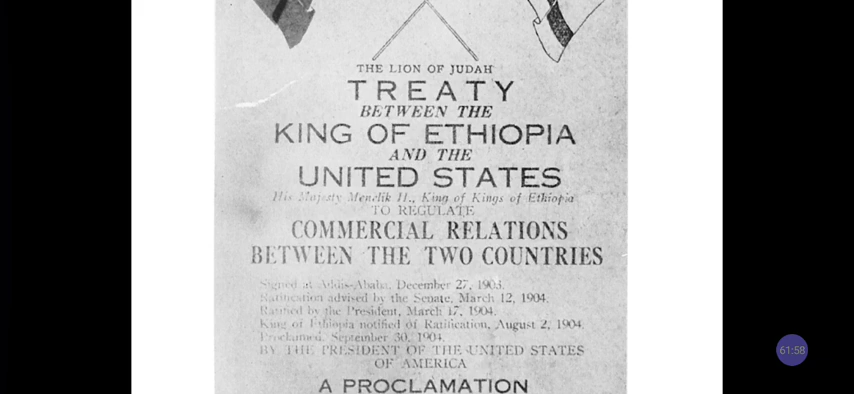 THE LION OF JUDAH
TREATY
BETWEEN THE
KING OF ETHIOPIA
AND THE
UNITED STATES
His Majesty Menelik II., King of Kings of Ethiopia
TO REGULATE
COMMERCIAL RELATIONS
BETWEEN THE TWO COUNTRIES
Signed at Addis-Ababa, December 27, 1903.
Ratification advised by the Senate, March 12, 1904.
Ratified by the President, March 17, 1904.
King of Ethiopia notified of Ratification, August 2, 1904.
Proclaimed, September 30, 1904.
BY THE PRESIDENT OF THE UNITED STATES
OF AMERICA
A PROCLAMATION
61:58